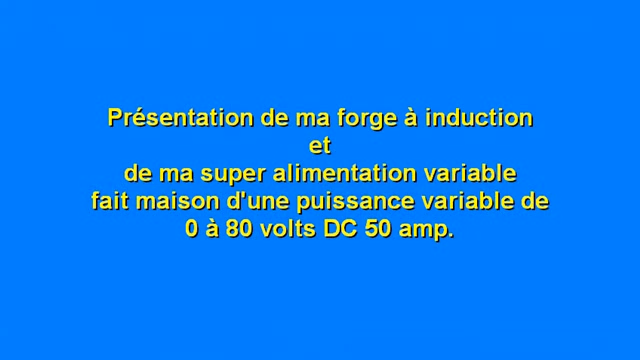 Présentation de ma forge à induction
et
de ma super alimentation variable
fait maison d'une puissance variable de
0 à 80 volts DC 50 amp.